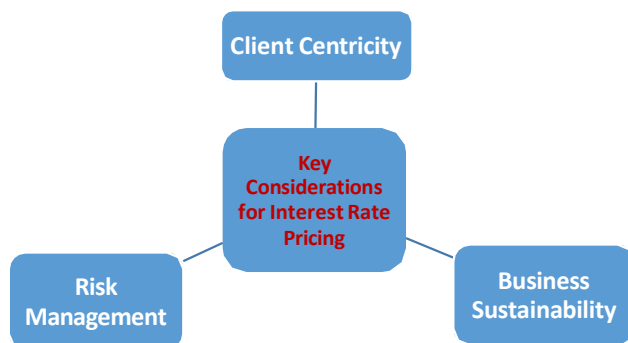 Client Centricity
Key
Considerations
for Interest Rate
Pricing
Risk
Management
Business
Sustainability